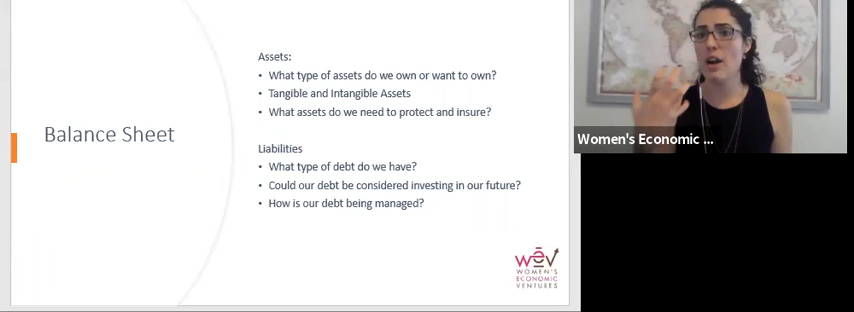 Balance Sheet
Assets:
• What type of assets do we own or want to own?
• Tangible and Intangible Assets
• What assets do we need to protect and insure?
Liabilities
• What type of debt do we have?
• Could our debt be considered investing in our future?
• How is our debt being managed?
wev
WOMEN'S
ECONOMIC
VENTURES
Women's Economic ...